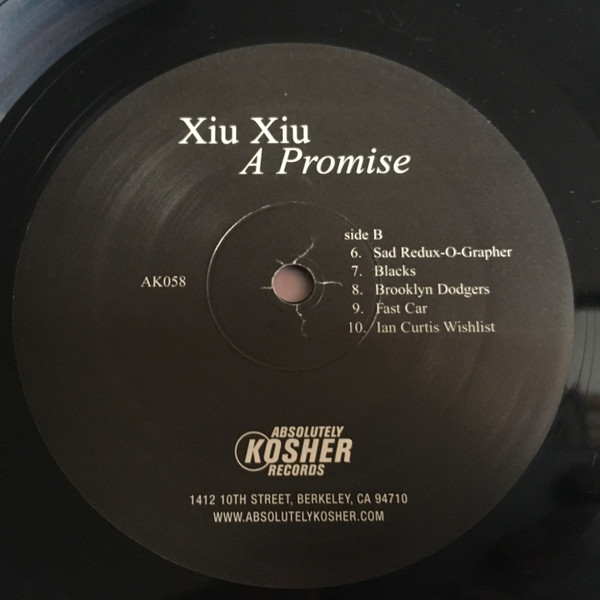 Xiu Xiu
A Promise
side B
6. Sad Redux-O-Grapher
7. Blacks
8. Brooklyn Dodgers
9. Fast Car
10. Ian Curtis Wishlist
AK058
ABSOLUTELY
KOSHER
RECORDS
1412 10TH STREET, BERKELEY, CA 94710
WWW.ABSOLUTELYKOSHER.COM